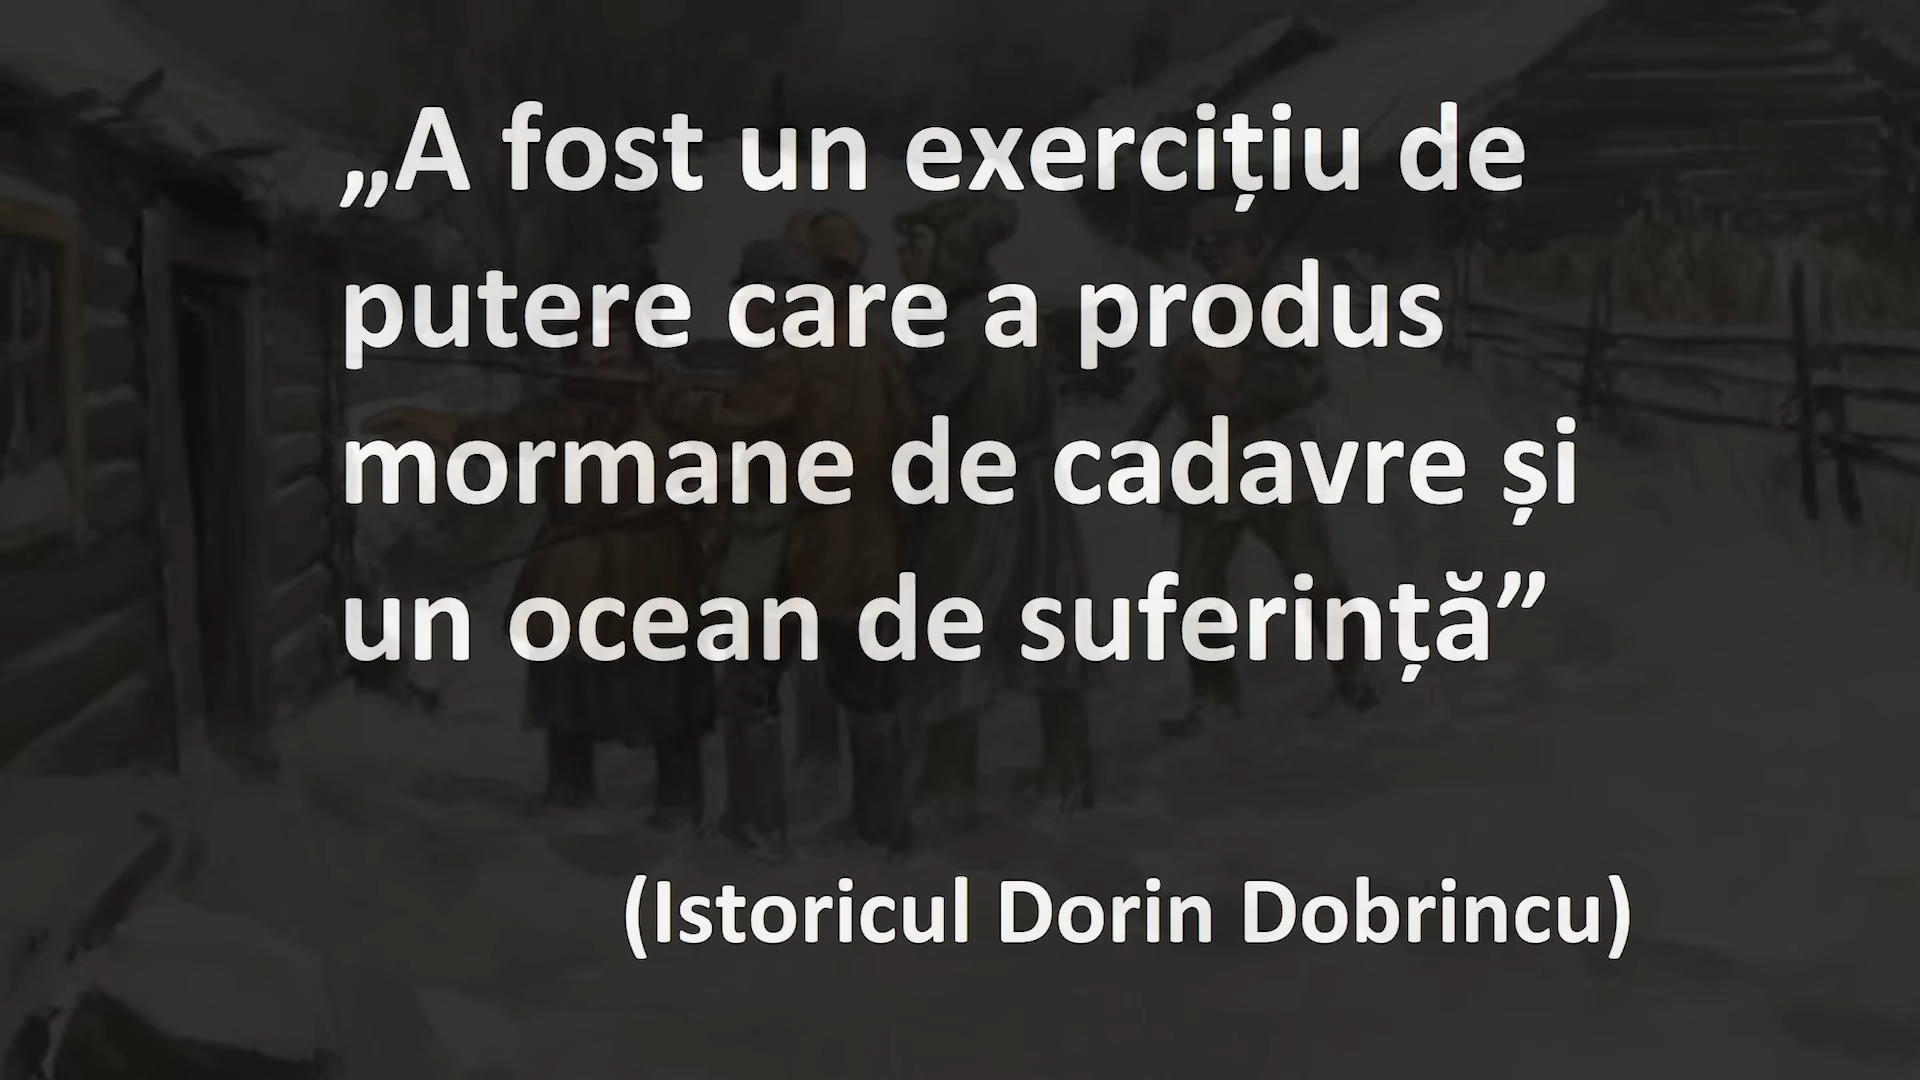 „A fost un exercițiu de
putere care a produs
mormane de cadavre și
un ocean de suferință”
(Istoricul Dorin Dobrincu)